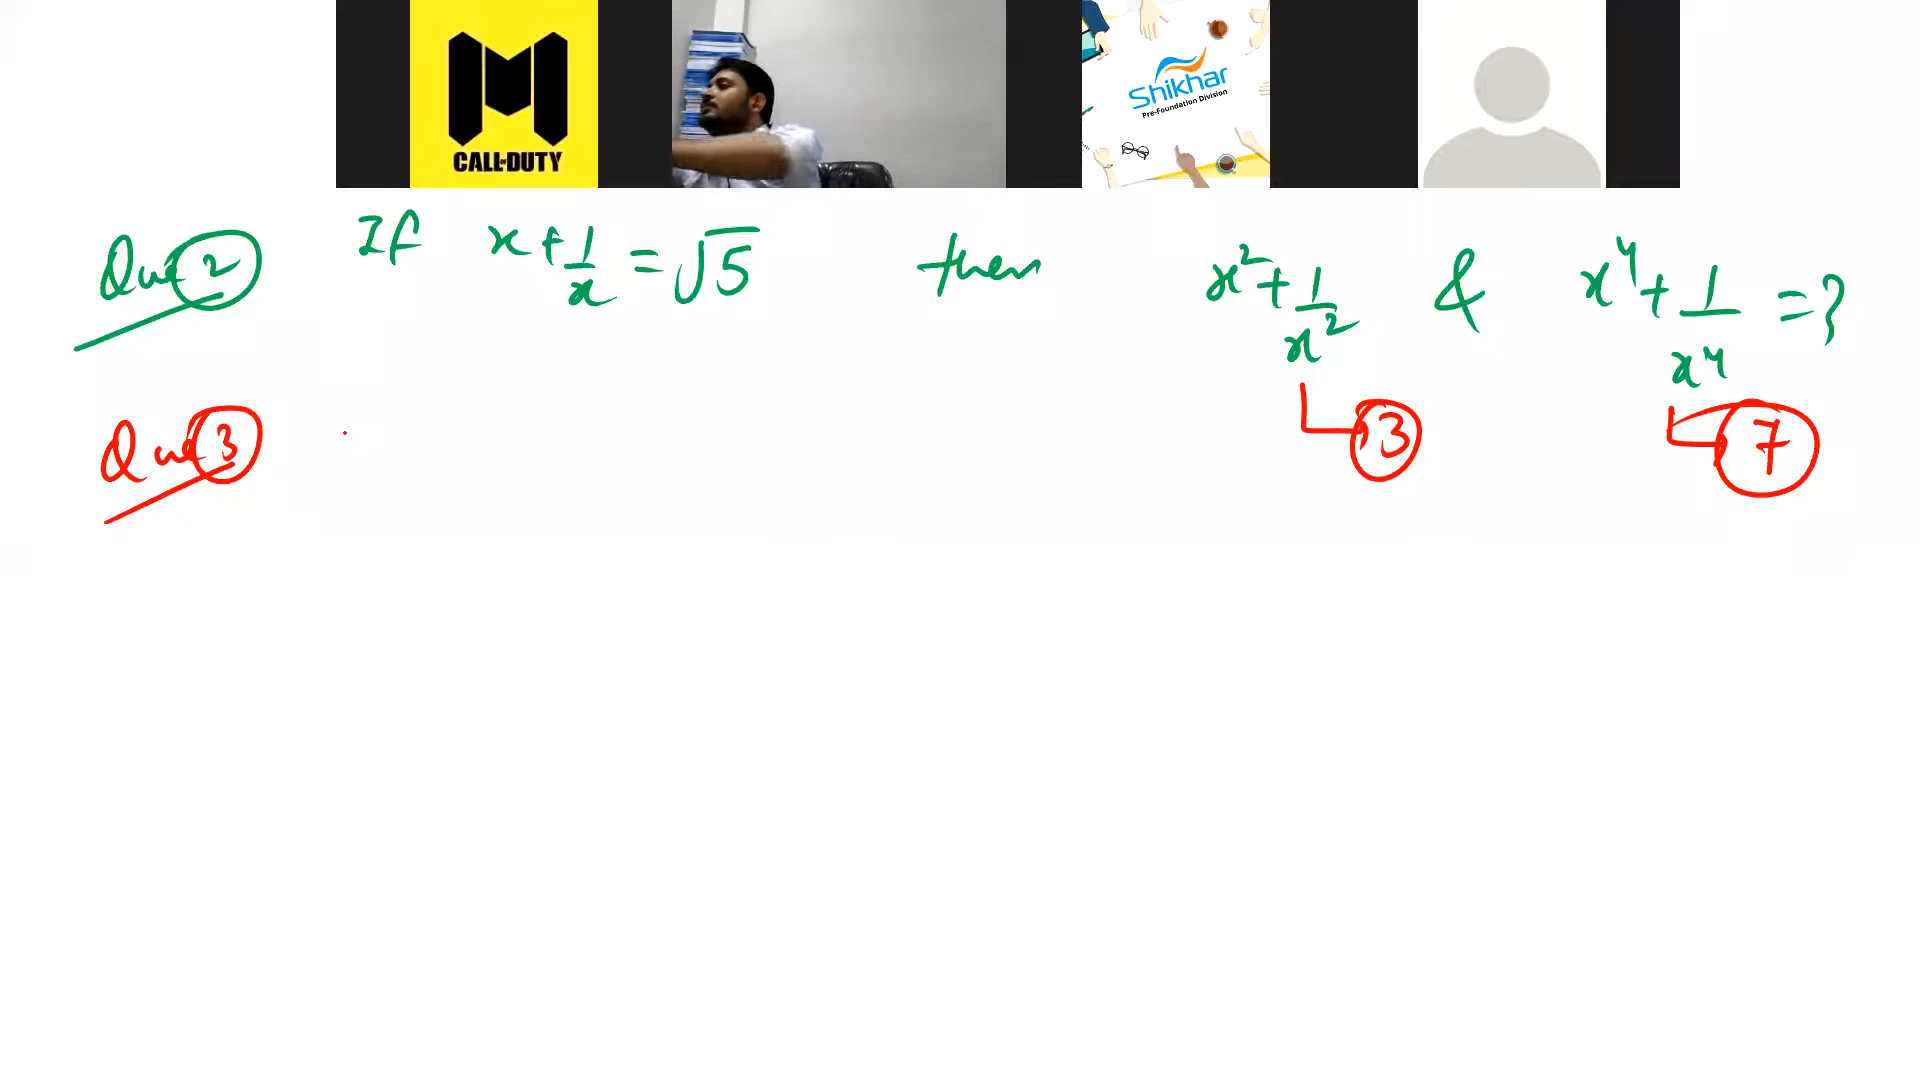 CALL OF DUTY
Shikhar
Pre-Foundation Division
Que 2 If x+1/x = √5 then x²+1/x² & x⁴+1/x⁴ = ?
3 7
Que 3